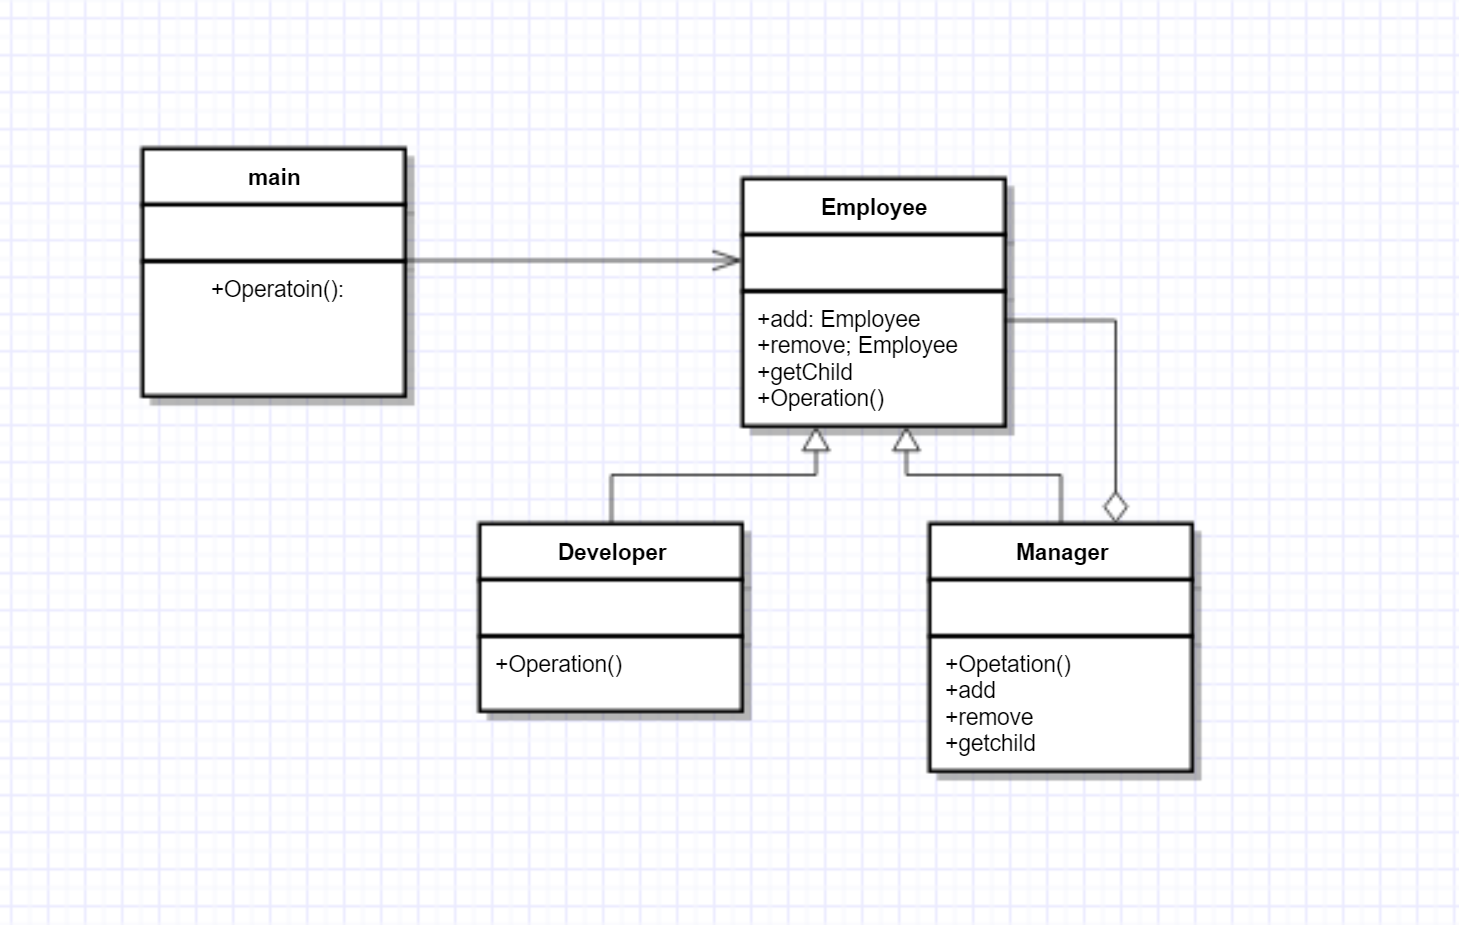 main
+Operatoin():
Employee
+add: Employee
+remove; Employee
+getChild
+Operation()
Developer
+Operation()
Manager
+Opetation()
+add
+remove
+getchild